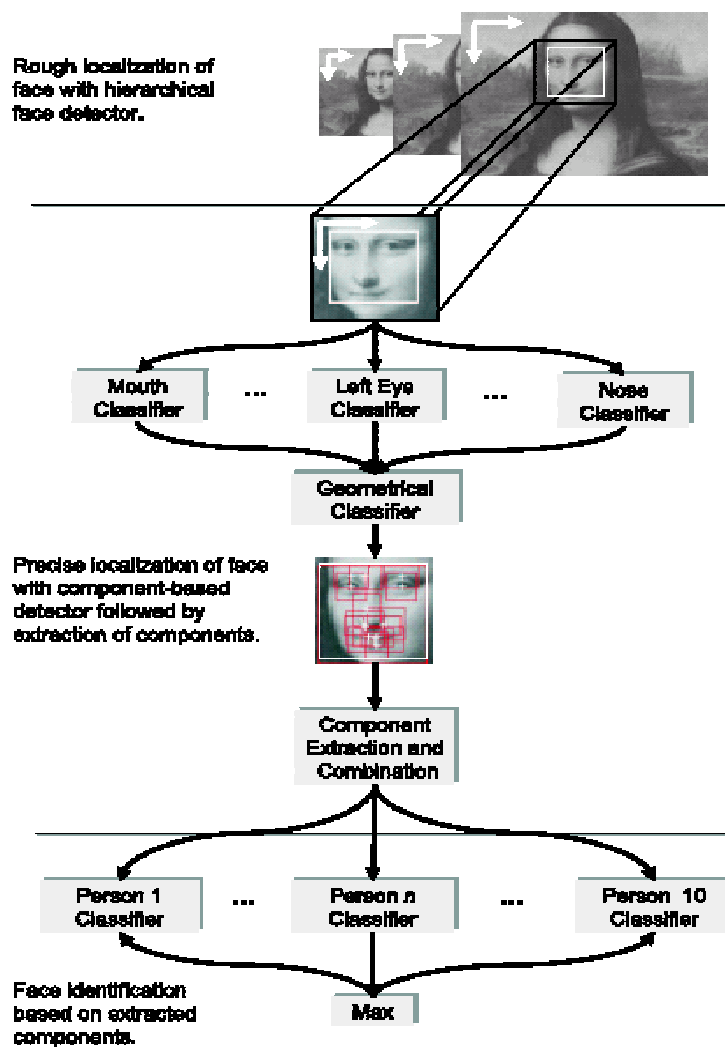 Rough localization of
face with hierarchical
face detector.
Mouth
Classifier
...
Left Eye
Classifier
...
Nose
Classifier
Geometrical
Classifier
Precise localization of face
with component-based
detector followed by
extraction of components.
Component
Extraction and
Combination
Person 1
Classifier
...
Person n
Classifier
...
Person 10
Classifier
Face identification
based on extracted
components.
Max